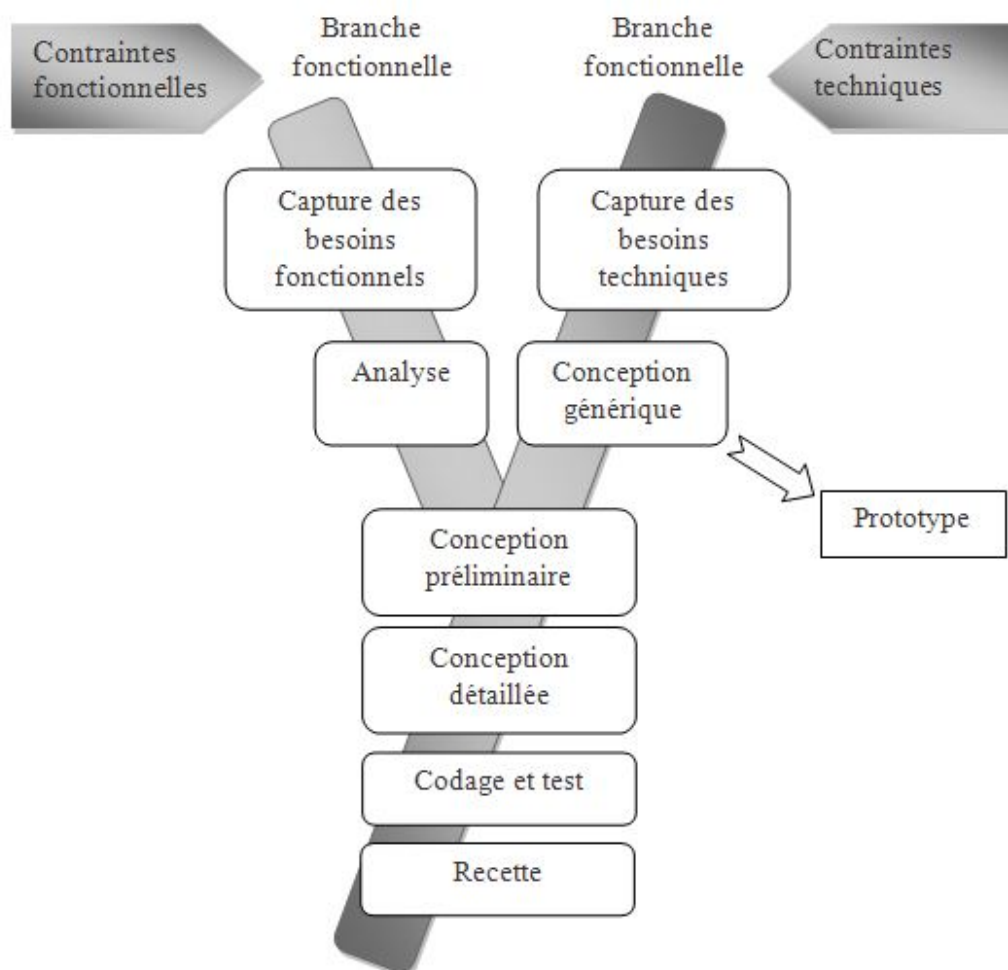 Contraintes
fonctionnelles
Branche
fonctionnelle
Branche
fonctionnelle
Contraintes
techniques
Capture des
besoins
fonctionnels
Capture des
besoins
techniques
Analyse
Conception
générique
Prototype
Conception
préliminaire
Conception
détaillée
Codage et test
Recette